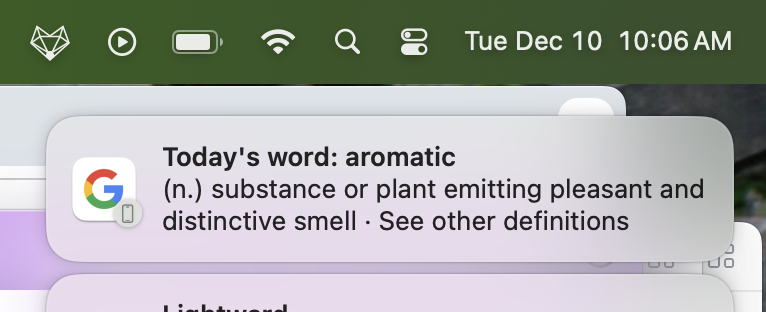 Tue Dec 10 10:06 AM
Today's word: aromatic
(n.) substance or plant emitting pleasant and
distinctive smell · See other definitions